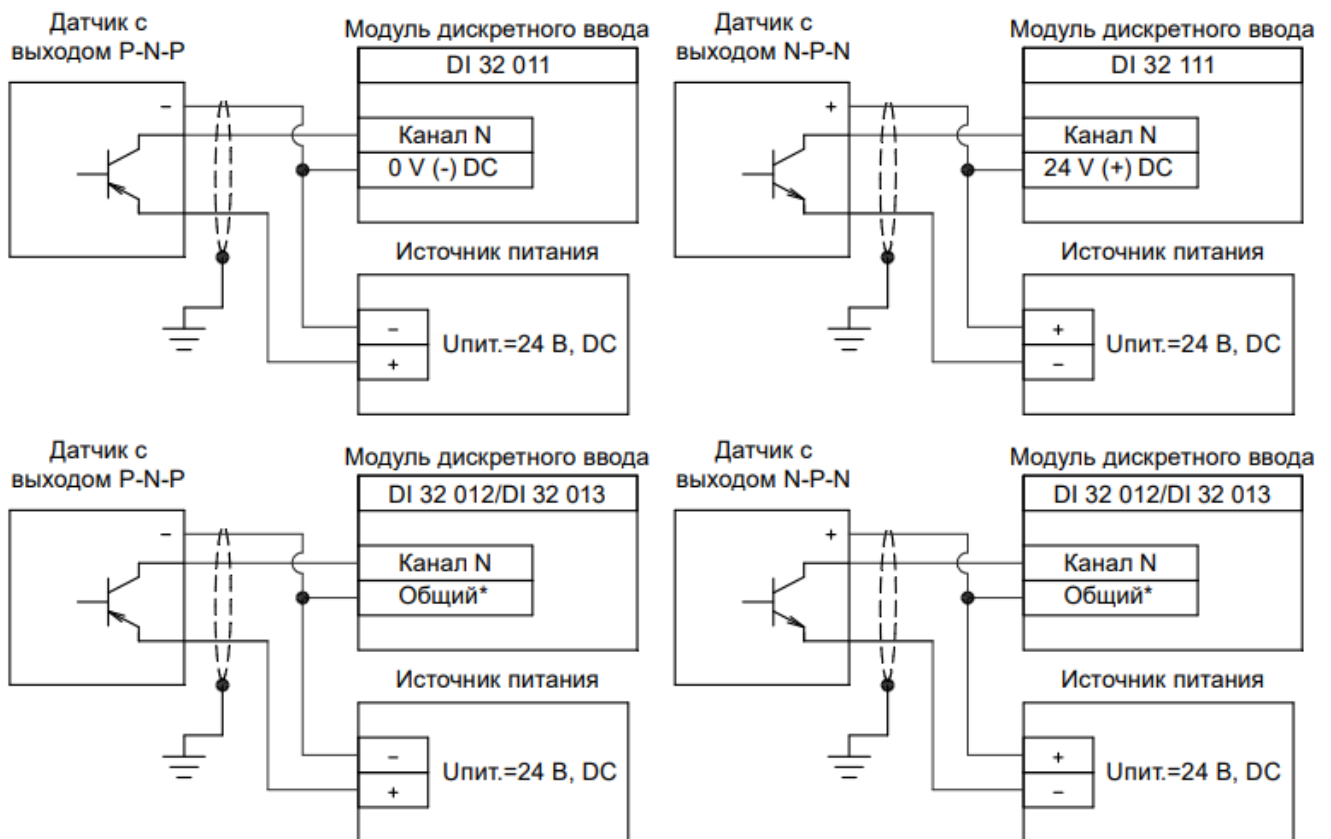 Датчик с
выходом P-N-P
Модуль дискретного ввода
DI 32 011
–
Канал N
0 V (-) DC
Источник питания
–
+
Uпит.=24 В, DC
Датчик с
выходом N-P-N
Модуль дискретного ввода
DI 32 111
+
Канал N
24 V (+) DC
Источник питания
+
–
Uпит.=24 В, DC
Датчик с
выходом P-N-P
Модуль дискретного ввода
DI 32 012/DI 32 013
–
Канал N
Общий*
Источник питания
–
+
Uпит.=24 В, DC
Датчик с
выходом N-P-N
Модуль дискретного ввода
DI 32 012/DI 32 013
+
Канал N
Общий*
Источник питания
+
–
Uпит.=24 В, DC